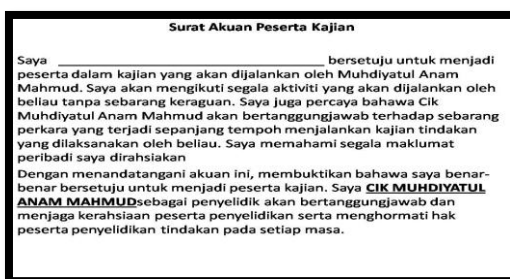 Surat Akuan Peserta Kajian
Saya ______________________________ bersetuju untuk menjadi
peserta dalam kajian yang akan dijalankan oleh Muhdiyatul Anam
Mahmud. Saya akan mengikuti segala aktiviti yang akan dijalankan oleh
beliau tanpa sebarang keraguan. Saya juga percaya bahawa Cik
Muhdiyatul Anam Mahmud akan bertanggungjawab terhadap sebarang
perkara yang terjadi sepanjang tempoh menjalankan kajian tindakan
yang dilaksanakan oleh beliau. Saya memahami segala maklumat
peribadi saya dirahsiakan
Dengan menandatangani akuan ini, membuktikan bahawa saya benar-
benar bersetuju untuk menjadi peserta kajian. Saya CIK MUHDIYATUL
ANAM MAHMUDsebagai penyelidik akan bertanggungjawab dan
menjaga kerahsiaan peserta penyelidikan serta menghormati hak
peserta penyelidikan tindakan pada setiap masa.